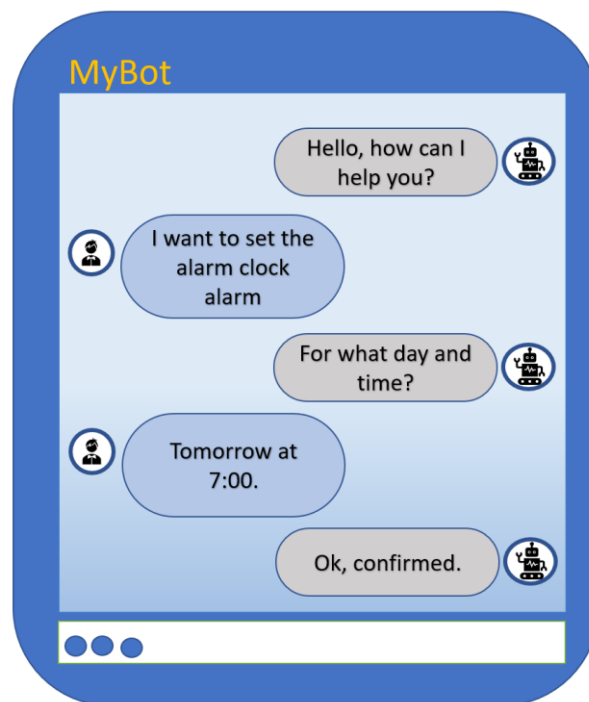 MyBot
Hello, how can I
help you?
I want to set the
alarm clock
alarm
For what day and
time?
Tomorrow at
7:00.
Ok, confirmed.